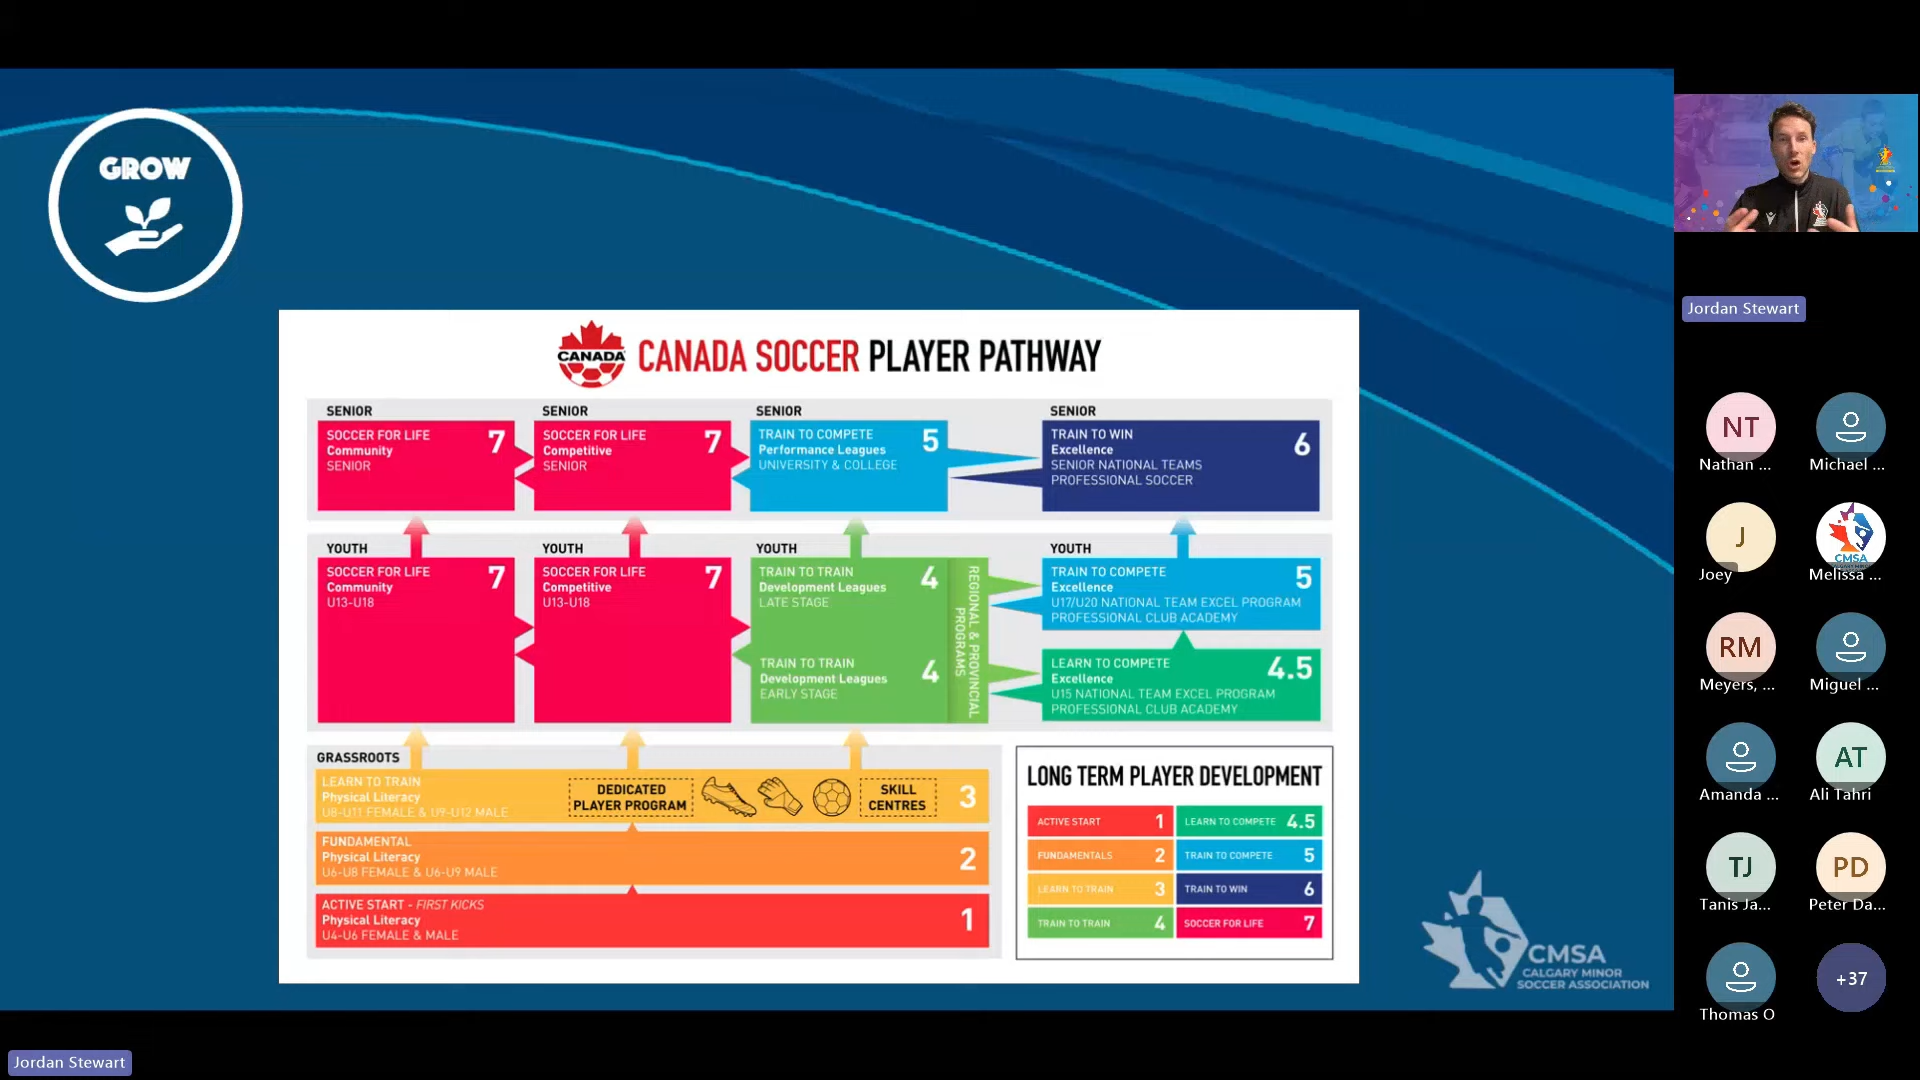 GROW
CANADA
CANADA SOCCER PLAYER PATHWAY
SENIOR
SOCCER FOR LIFE 7
Community
SENIOR
SENIOR
SOCCER FOR LIFE 7
Competitive
SENIOR
SENIOR
TRAIN TO COMPETE 5
Performance Leagues
UNIVERSITY & COLLEGE
SENIOR
TRAIN TO WIN 6
Excellence
SENIOR NATIONAL TEAMS
PROFESSIONAL SOCCER
YOUTH
SOCCER FOR LIFE 7
Community
U13-U18
YOUTH
SOCCER FOR LIFE 7
Competitive
U13-U18
YOUTH
TRAIN TO TRAIN 4
Development Leagues
LATE STAGE
TRAIN TO TRAIN 4
Development Leagues
EARLY STAGE
REGIONAL & PROVINCIAL
PROGRAMS
YOUTH
TRAIN TO COMPETE 5
Excellence
U17/U20 NATIONAL TEAM EXCEL PROGRAM
PROFESSIONAL CLUB ACADEMY
LEARN TO COMPETE 4.5
Excellence
U15 NATIONAL TEAM EXCEL PROGRAM
PROFESSIONAL CLUB ACADEMY
GRASSROOTS
LEARN TO TRAIN 3
Physical Literacy
U8-U11 FEMALE & U9-U12 MALE
DEDICATED
PLAYER PROGRAM
SKILL
CENTRES
FUNDAMENTAL 2
Physical Literacy
U6-U8 FEMALE & U6-U9 MALE
ACTIVE START - FIRST KICKS 1
Physical Literacy
U4-U6 FEMALE & MALE
LONG TERM PLAYER DEVELOPMENT
ACTIVE START 1
LEARN TO COMPETE 4.5
FUNDAMENTALS 2
TRAIN TO COMPETE 5
LEARN TO TRAIN 3
TRAIN TO WIN 6
TRAIN TO TRAIN 4
SOCCER FOR LIFE 7
CMSA
CALGARY MINOR
SOCCER ASSOCIATION
Jordan Stewart
Jordan Stewart
NT
Nathan ...
Michael ...
J
Joey
CMSA
Melissa ...
RM
Meyers, ...
Miguel ...
Amanda ...
AT
Ali Tahri
TJ
Tanis Ja...
PD
Peter Da...
Thomas O
+37